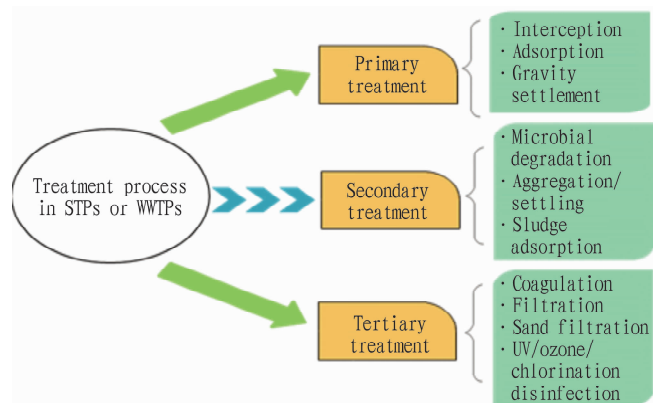 Treatment process
in STPs or WWTPs
Primary
treatment
· Interception
· Adsorption
· Gravity
settlement
Secondary
treatment
· Microbial
degradation
· Aggregation/
settling
· Sludge
adsorption
Tertiary
treatment
· Coagulation
· Filtration
· Sand filtration
· UV/ozone/
chlorination
disinfection